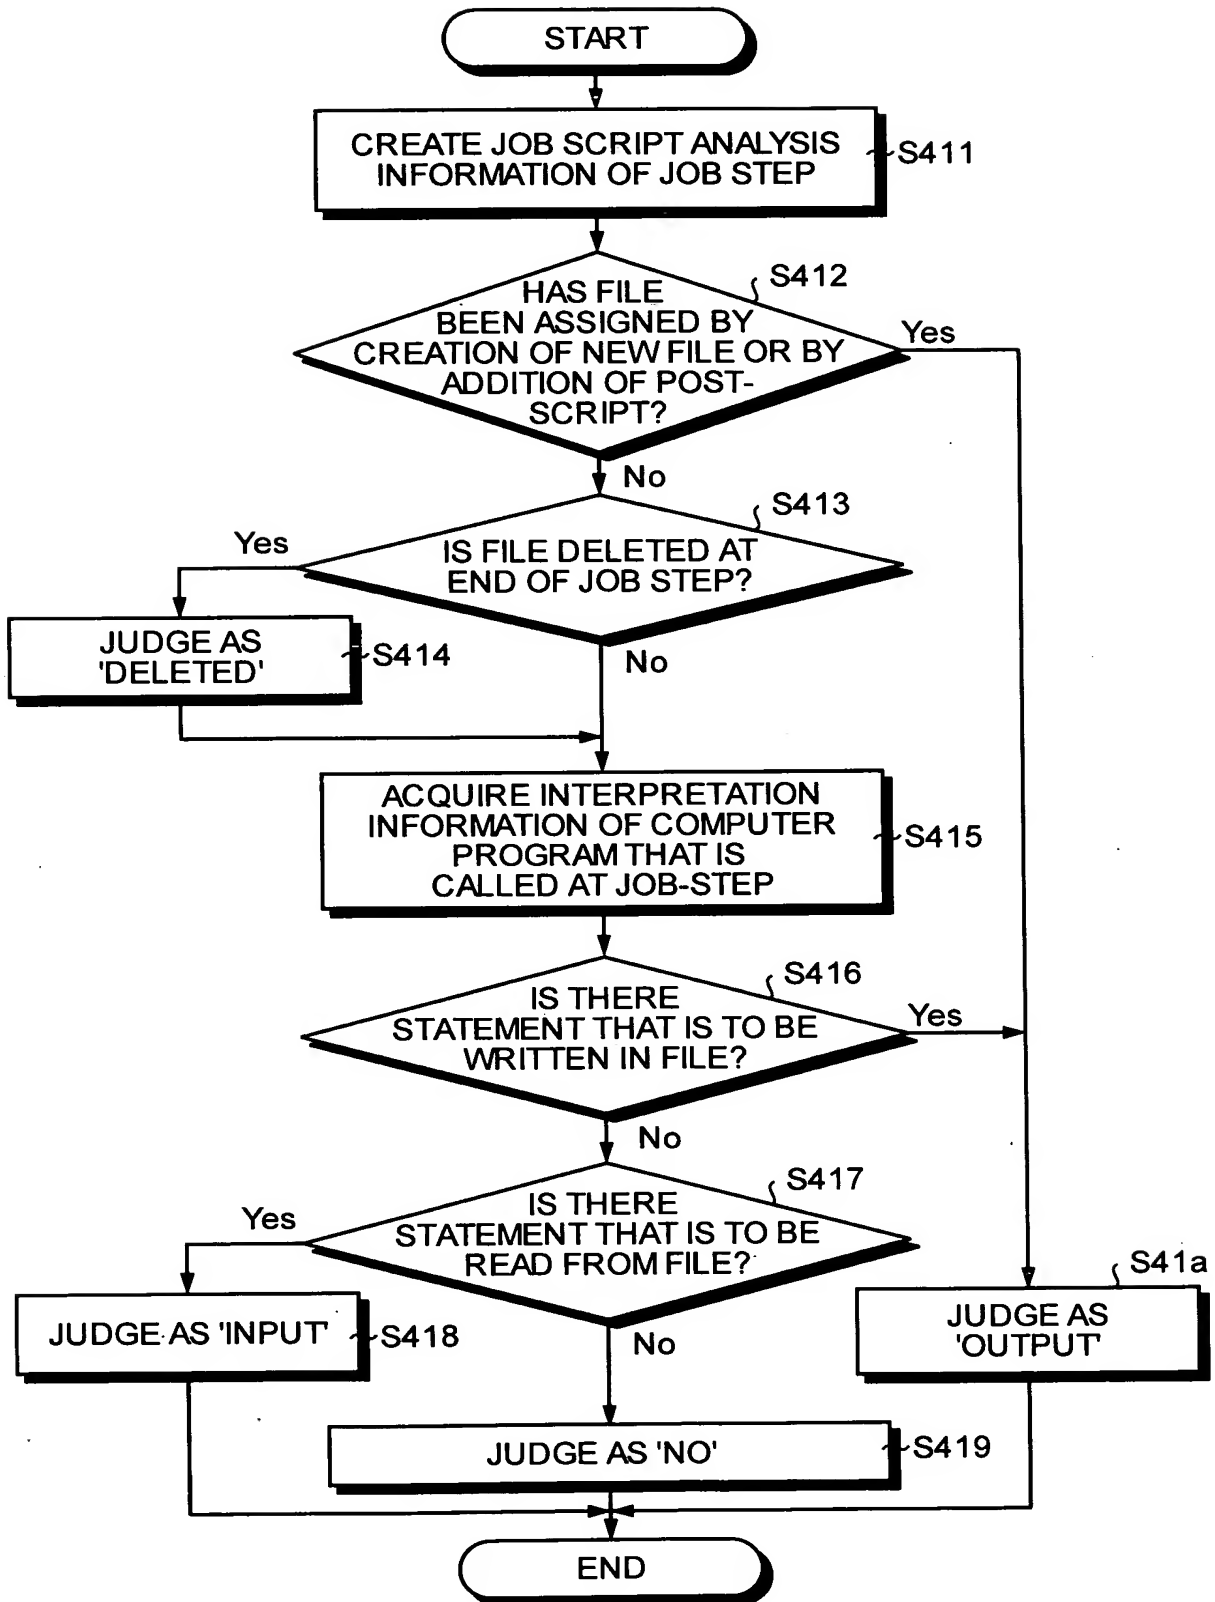 START
CREATE JOB SCRIPT ANALYSIS
INFORMATION OF JOB STEP
S411
S412
HAS FILE
BEEN ASSIGNED BY
CREATION OF NEW FILE OR BY
ADDITION OF POST-
SCRIPT?
Yes
No
S413
IS FILE DELETED AT
END OF JOB STEP?
Yes
No
JUDGE AS
'DELETED'
S414
ACQUIRE INTERPRETATION
INFORMATION OF COMPUTER
PROGRAM THAT IS
CALLED AT JOB-STEP
S415
S416
IS THERE
STATEMENT THAT IS TO BE
WRITTEN IN FILE?
Yes
No
S417
IS THERE
STATEMENT THAT IS TO BE
READ FROM FILE?
Yes
No
JUDGE AS 'INPUT'
S418
S41a
JUDGE AS
'OUTPUT'
JUDGE AS 'NO'
S419
END